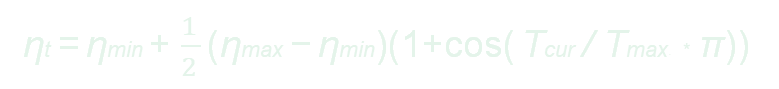 ηt = ηmin + 1/2 (ηmax − ηmin)(1+cos( Tcur / Tmax · π))